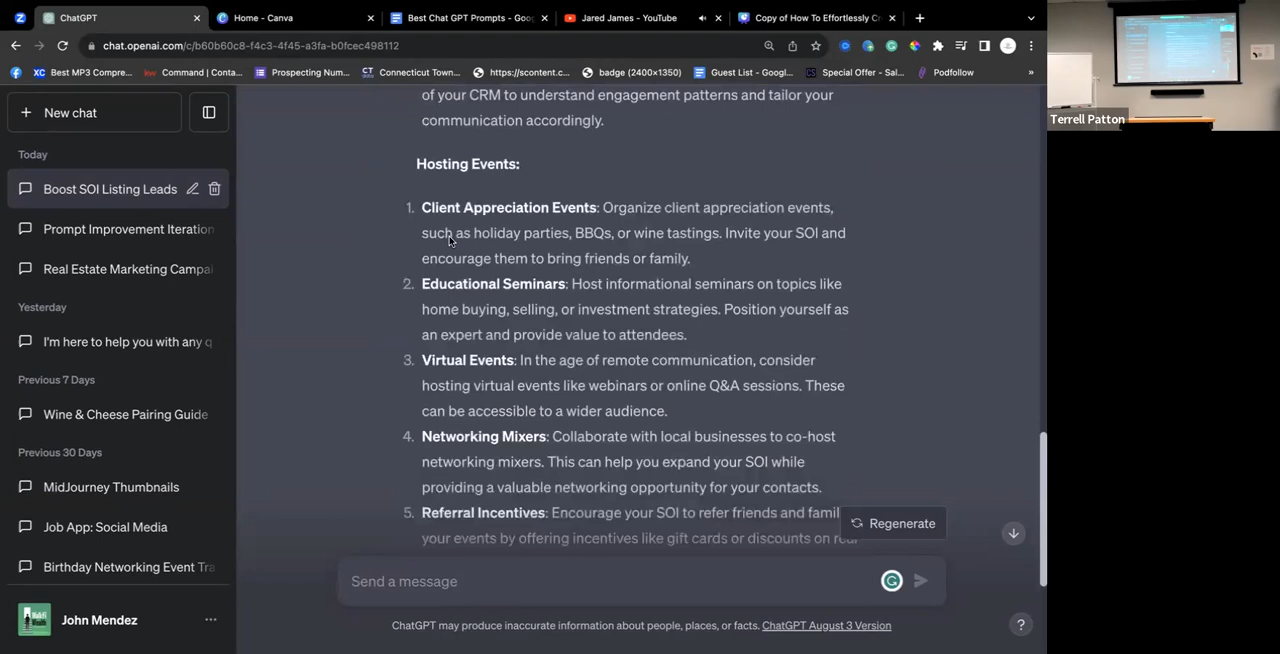 ChatGPT
Home - Canva
Best Chat GPT Prompts - Goo
Jared James - YouTube
Copy of How To Effortlessly C
chat.openai.com/c/b60b60c8-f4c3-4f45-a3fa-b0fcec498112
Best MP3 Compre...
Command | Conta...
Prospecting Num...
Connecticut Town...
https://scontent.c...
badge (2400×1350)
Guest List - Googl...
Special Offer - Sal...
Podfollow
»
Terrell Patton
+ New chat
Today
Boost SOI Listing Leads
Prompt Improvement Iteration
Real Estate Marketing Campai
Yesterday
I'm here to help you with any q
Previous 7 Days
Wine & Cheese Pairing Guide
Previous 30 Days
MidJourney Thumbnails
Job App: Social Media
Birthday Networking Event Tra
John Mendez
...
of your CRM to understand engagement patterns and tailor your
communication accordingly.
Hosting Events:
1. Client Appreciation Events: Organize client appreciation events,
such as holiday parties, BBQs, or wine tastings. Invite your SOI and
encourage them to bring friends or family.
2. Educational Seminars: Host informational seminars on topics like
home buying, selling, or investment strategies. Position yourself as
an expert and provide value to attendees.
3. Virtual Events: In the age of remote communication, consider
hosting virtual events like webinars or online Q&A sessions. These
can be accessible to a wider audience.
4. Networking Mixers: Collaborate with local businesses to co-host
networking mixers. This can help you expand your SOI while
providing a valuable networking opportunity for your contacts.
5. Referral Incentives: Encourage your SOI to refer friends and famil
your events by offering incentives like gift cards or discounts on rea
Regenerate
Send a message
ChatGPT may produce inaccurate information about people, places, or facts. ChatGPT August 3 Version
?